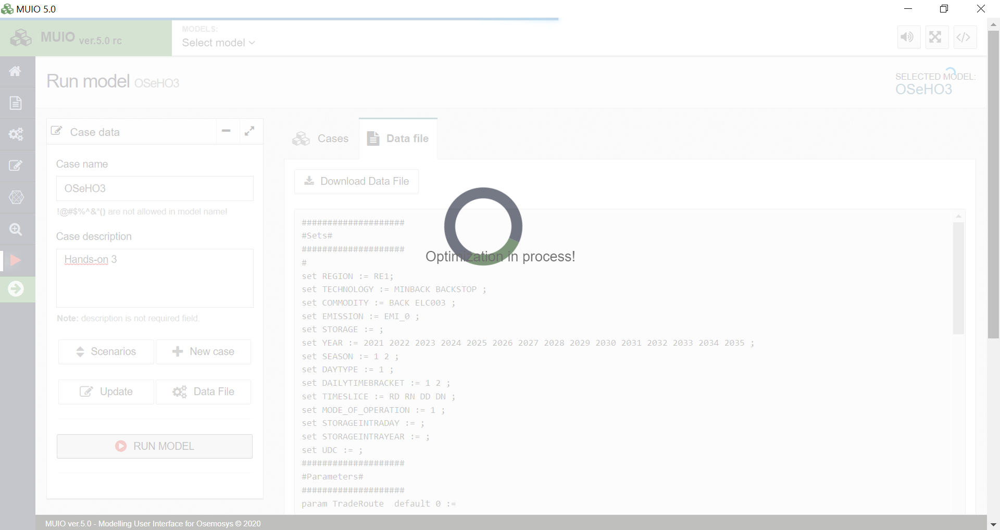 MUIO 5.0
MUIO ver.5.0 rc
MODELS:
Select model
Run model OSeHO3
SELECTED MODEL:
OSeHO3
Case data
Cases
Data file
Case name
OSeHO3
!@#$%^&*() are not allowed in model name!
Case description
Hands-on 3
Note: description is not required field.
Scenarios
New case
Update
Data File
RUN MODEL
Download Data File
Optimization in process!
####################
#Sets#
####################
#
set REGION := RE1;
set TECHNOLOGY := MINBACK BACKSTOP ;
set COMMODITY := BACK ELC003 ;
set EMISSION := EMI_0 ;
set STORAGE := ;
set YEAR := 2021 2022 2023 2024 2025 2026 2027 2028 2029 2030 2031 2032 2033 2034 2035 ;
set SEASON := 1 2 ;
set DAYTYPE := 1 ;
set DAILYTIMEBRACKET := 1 2 ;
set TIMESLICE := RD RN DD DN ;
set MODE_OF_OPERATION := 1 ;
set STORAGEINTRADAY := ;
set STORAGEINTRAYEAR := ;
set UDC := ;
####################
#Parameters#
####################
param TradeRoute  default 0 :=
MUIO ver.5.0 - Modelling User Interface for Osemosys © 2020